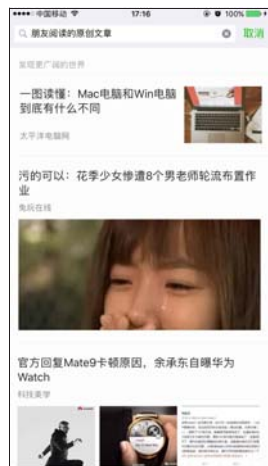 中国移动 17:16 100%
朋友阅读的原创文章 取消
发现更广阔的世界
一图读懂：Mac电脑和Win电脑
到底有什么不同
太平洋电脑网
污的可以：花季少女惨遭8个男老师轮流布置作
业
兔玩在线
官方回复Mate9卡顿原因，余承东自曝华为
Watch
科技美学